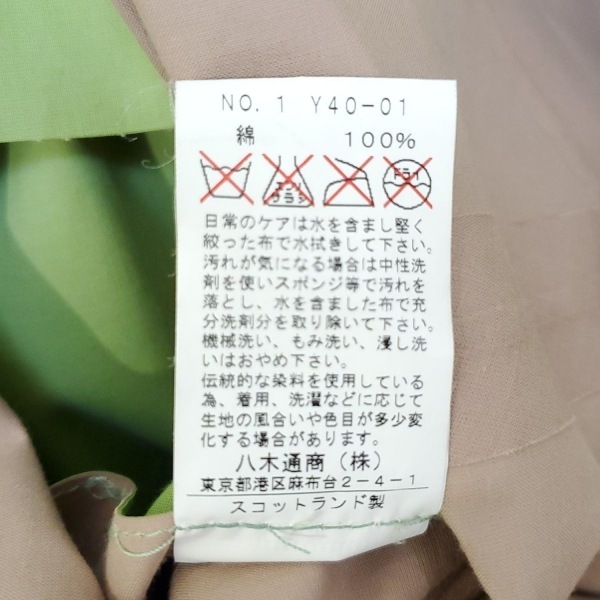 NO.1 Y40-01
綿 100%
エンソ ドライ
サラシ
日常のケアは水を含まし堅く
絞った布で水拭きして下さい。
汚れが気になる場合は中性洗
剤を使いスポンジ等で汚れを
落とし、水を含ました布で充
分洗剤分を取り除いて下さい。
機械洗い、もみ洗い、浸し洗
いはおやめ下さい。
伝統的な染料を使用している
為、着用、洗濯などに応じて
生地の風合いや色目が多少変
化する場合があります。
八木通商（株）
東京都港区麻布台2-4-1
スコットランド製